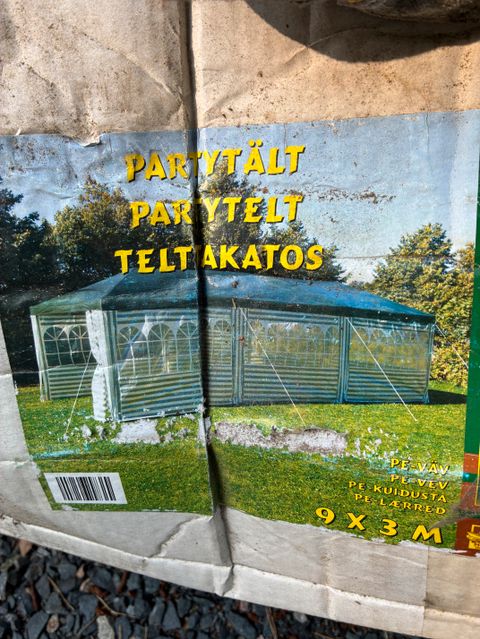 PARTYTÄLT
PARTYTELT
TELTTAKATOS
PE-VÄV
PE-VEV
PE-KUIDUSTA
PE-LÆRRED
9 X 3 M